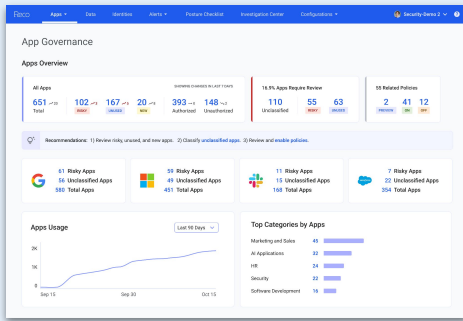 Reco Apps Data Identities Alerts Posture Checklist Investigation Center Configurations Security-Demo 2
App Governance
Apps Overview
All Apps SHOWING CHANGES IN LAST 7 DAYS
651 102 167 20 393 148
Total RISKY UNUSED NEW Authorized Unauthorized
16.9% Apps Require Review
110 55 63
Unclassified RISKY UNUSED
55 Related Policies
2 41 12
PREVIEW ON OFF
Recommendations: 1) Review risky, unused, and new apps. 2) Classify unclassified apps. 3) Review and enable policies.
61 Risky Apps
56 Unclassified Apps
580 Total Apps
59 Risky Apps
49 Unclassified Apps
451 Total Apps
11 Risky Apps
15 Unclassified Apps
168 Total Apps
salesforce
7 Risky Apps
22 Unclassified Apps
354 Total Apps
Apps Usage Last 90 Days
2K
1K
0
Sep 15 Sep 30 Oct 15
Top Categories by Apps
Marketing and Sales 45
AI Applications 32
HR 24
Security 22
Software Development 16